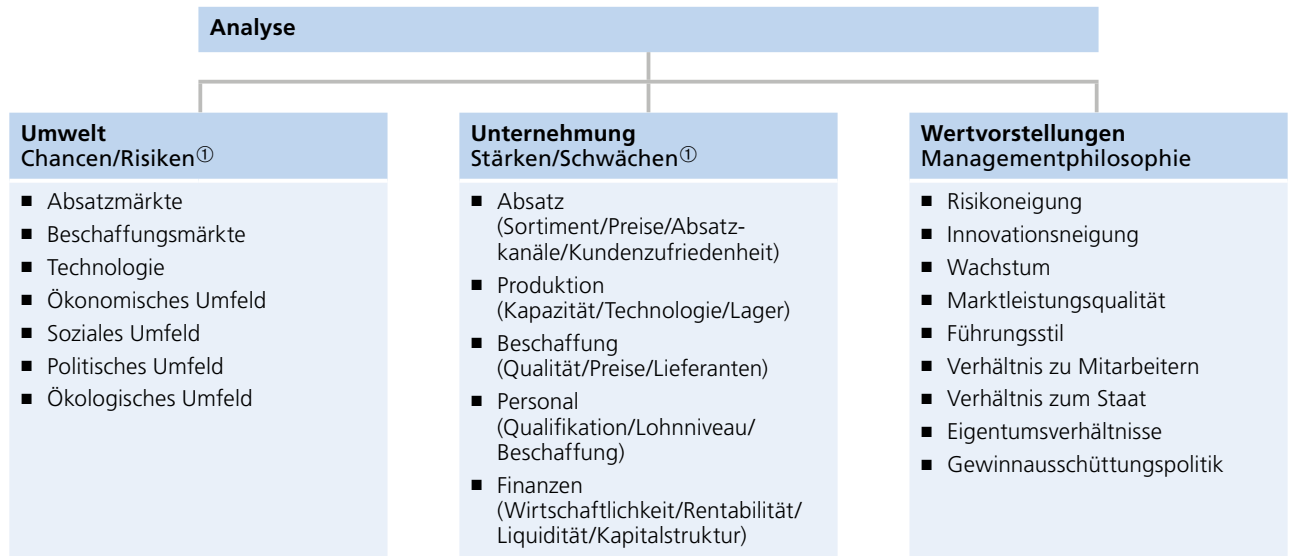 Analyse
Umwelt
Chancen/Risiken①
■ Absatzmärkte
■ Beschaffungsmärkte
■ Technologie
■ Ökonomisches Umfeld
■ Soziales Umfeld
■ Politisches Umfeld
■ Ökologisches Umfeld
Unternehmung
Stärken/Schwächen①
■ Absatz
(Sortiment/Preise/Absatz-
kanäle/Kundenzufriedenheit)
■ Produktion
(Kapazität/Technologie/Lager)
■ Beschaffung
(Qualität/Preise/Lieferanten)
■ Personal
(Qualifikation/Lohnniveau/
Beschaffung)
■ Finanzen
(Wirtschaftlichkeit/Rentabilität/
Liquidität/Kapitalstruktur)
Wertvorstellungen
Managementphilosophie
■ Risikoneigung
■ Innovationsneigung
■ Wachstum
■ Marktleistungsqualität
■ Führungsstil
■ Verhältnis zu Mitarbeitern
■ Verhältnis zum Staat
■ Eigentumsverhältnisse
■ Gewinnausschüttungspolitik